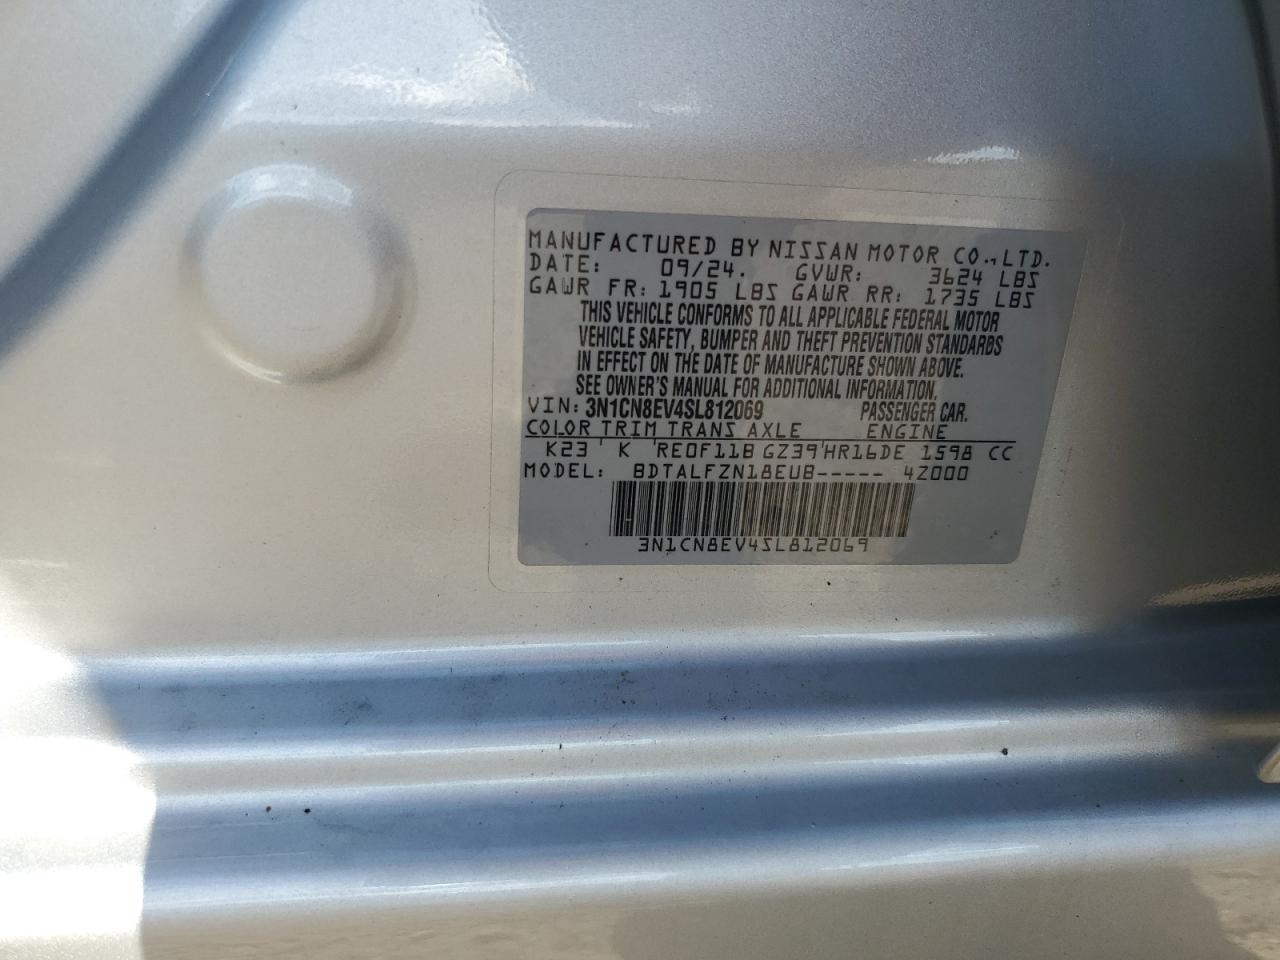 MANUFACTURED BY NISSAN MOTOR CO., LTD.
DATE: 09/24. GVWR: 3624 LBS
GAWR FR: 1905 LBS GAWR RR: 1735 LBS
THIS VEHICLE CONFORMS TO ALL APPLICABLE FEDERAL MOTOR
VEHICLE SAFETY, BUMPER AND THEFT PREVENTION STANDARDS
IN EFFECT ON THE DATE OF MANUFACTURE SHOWN ABOVE.
SEE OWNER'S MANUAL FOR ADDITIONAL INFORMATION.
VIN: 3N1CN8EV4SL812069 PASSENGER CAR.
COLOR TRIM TRANS AXLE ENGINE
K23 ' K 'RE0F11B GZ39'HR16DE 1598 CC
MODEL: BDTALFZN18EUB----- 4Z000
3N1CN8EV4SL812069